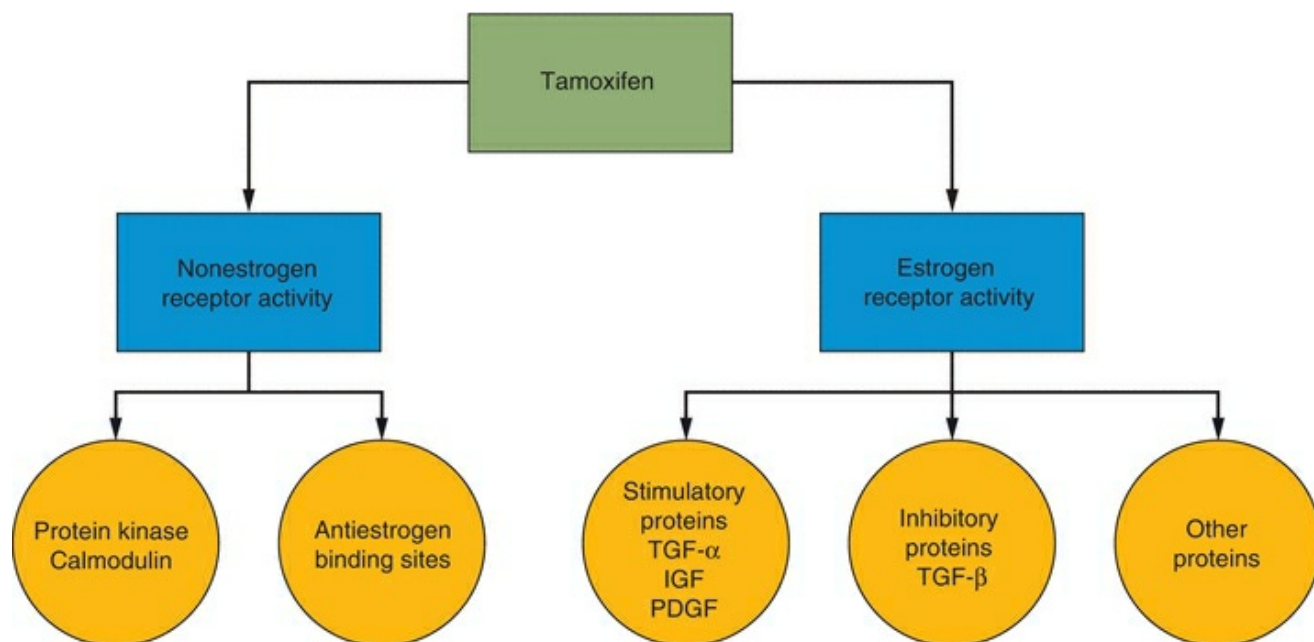 Tamoxifen
Nonestrogen
receptor activity
Estrogen
receptor activity
Protein kinase
Calmodulin
Antiestrogen
binding sites
Stimulatory
proteins
TGF-α
IGF
PDGF
Inhibitory
proteins
TGF-β
Other
proteins